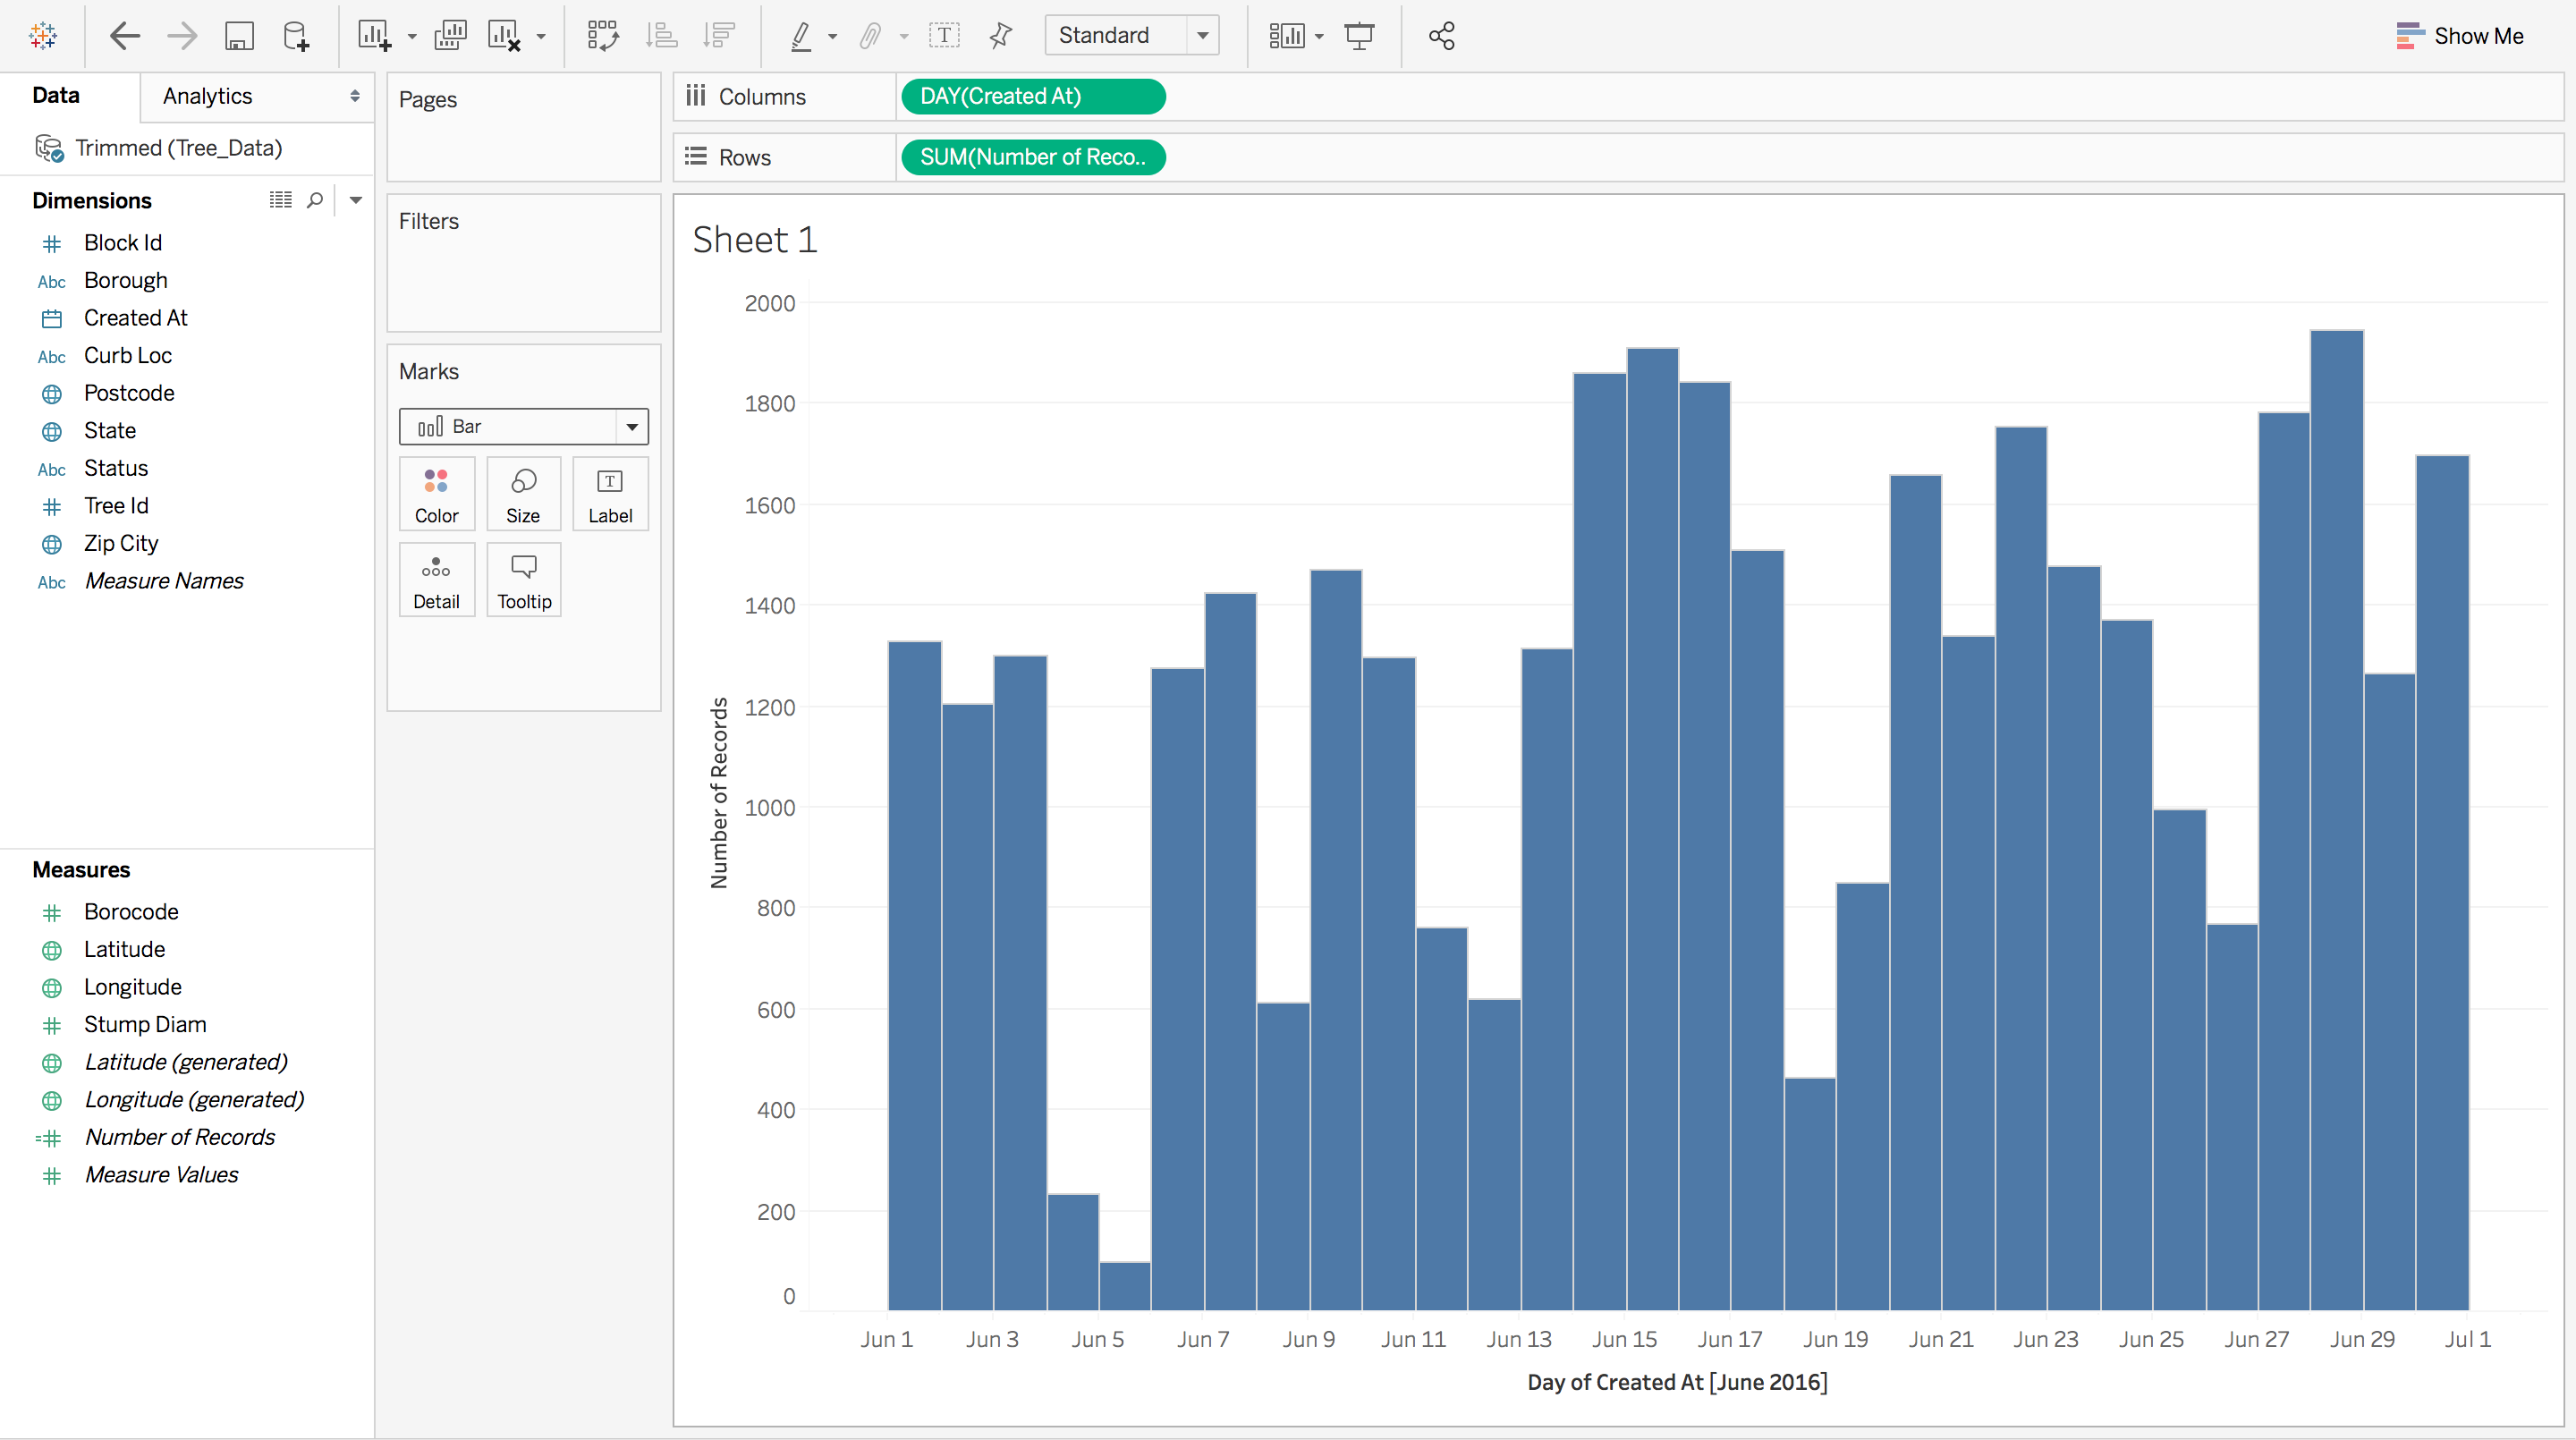 Standard
Show Me
Data
Analytics
Trimmed (Tree_Data)
Dimensions
# Block Id
Abc Borough
Created At
Abc Curb Loc
Postcode
State
Abc Status
# Tree Id
Zip City
Abc Measure Names
Measures
# Borocode
Latitude
Longitude
# Stump Diam
Latitude (generated)
Longitude (generated)
=# Number of Records
# Measure Values
Pages
Filters
Marks
Bar
Color
Size
T
Label
Detail
Tooltip
Columns
DAY(Created At)
Rows
SUM(Number of Reco..
Sheet 1
Number of Records
2000
1800
1600
1400
1200
1000
800
600
400
200
0
Jun 1 Jun 3 Jun 5 Jun 7 Jun 9 Jun 11 Jun 13 Jun 15 Jun 17 Jun 19 Jun 21 Jun 23 Jun 25 Jun 27 Jun 29 Jul 1
Day of Created At [June 2016]